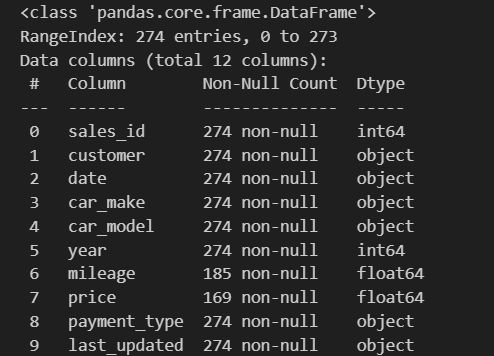 <class 'pandas.core.frame.DataFrame'>
RangeIndex: 274 entries, 0 to 273
Data columns (total 12 columns):
 #   Column        Non-Null Count  Dtype
---  ------        --------------  -----
 0   sales_id      274 non-null    int64
 1   customer      274 non-null    object
 2   date          274 non-null    object
 3   car_make      274 non-null    object
 4   car_model     274 non-null    object
 5   year          274 non-null    int64
 6   mileage       185 non-null    float64
 7   price         169 non-null    float64
 8   payment_type  274 non-null    object
 9   last_updated  274 non-null    object